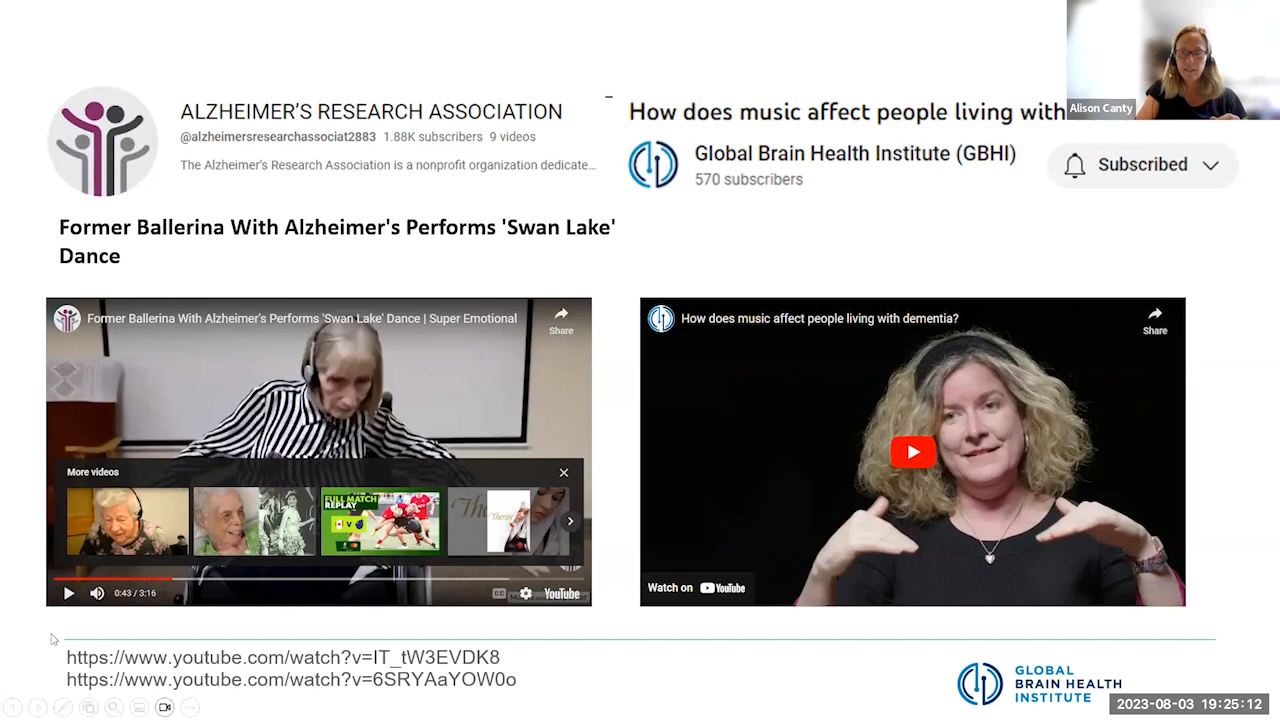 ALZHEIMER'S RESEARCH ASSOCIATION
@alzheimersresearchassociat2883 1.88K subscribers 9 videos
The Alzheimer's Research Association is a nonprofit organization dedicate...
Former Ballerina With Alzheimer's Performs 'Swan Lake'
Dance
How does music affect people living with
Global Brain Health Institute (GBHI)
570 subscribers
Subscribed
Alison Canty
Former Ballerina With Alzheimer's Performs 'Swan Lake' Dance | Super Emotional
Share
More videos
FULL MATCH
REPLAY
V
0:43 / 3:16
CC
YouTube
How does music affect people living with dementia?
Share
Watch on YouTube
https://www.youtube.com/watch?v=IT_tW3EVDK8
https://www.youtube.com/watch?v=6SRYAaYOW0o
GLOBAL
BRAIN HEALTH
INSTITUTE
2023-08-03 19:25:12